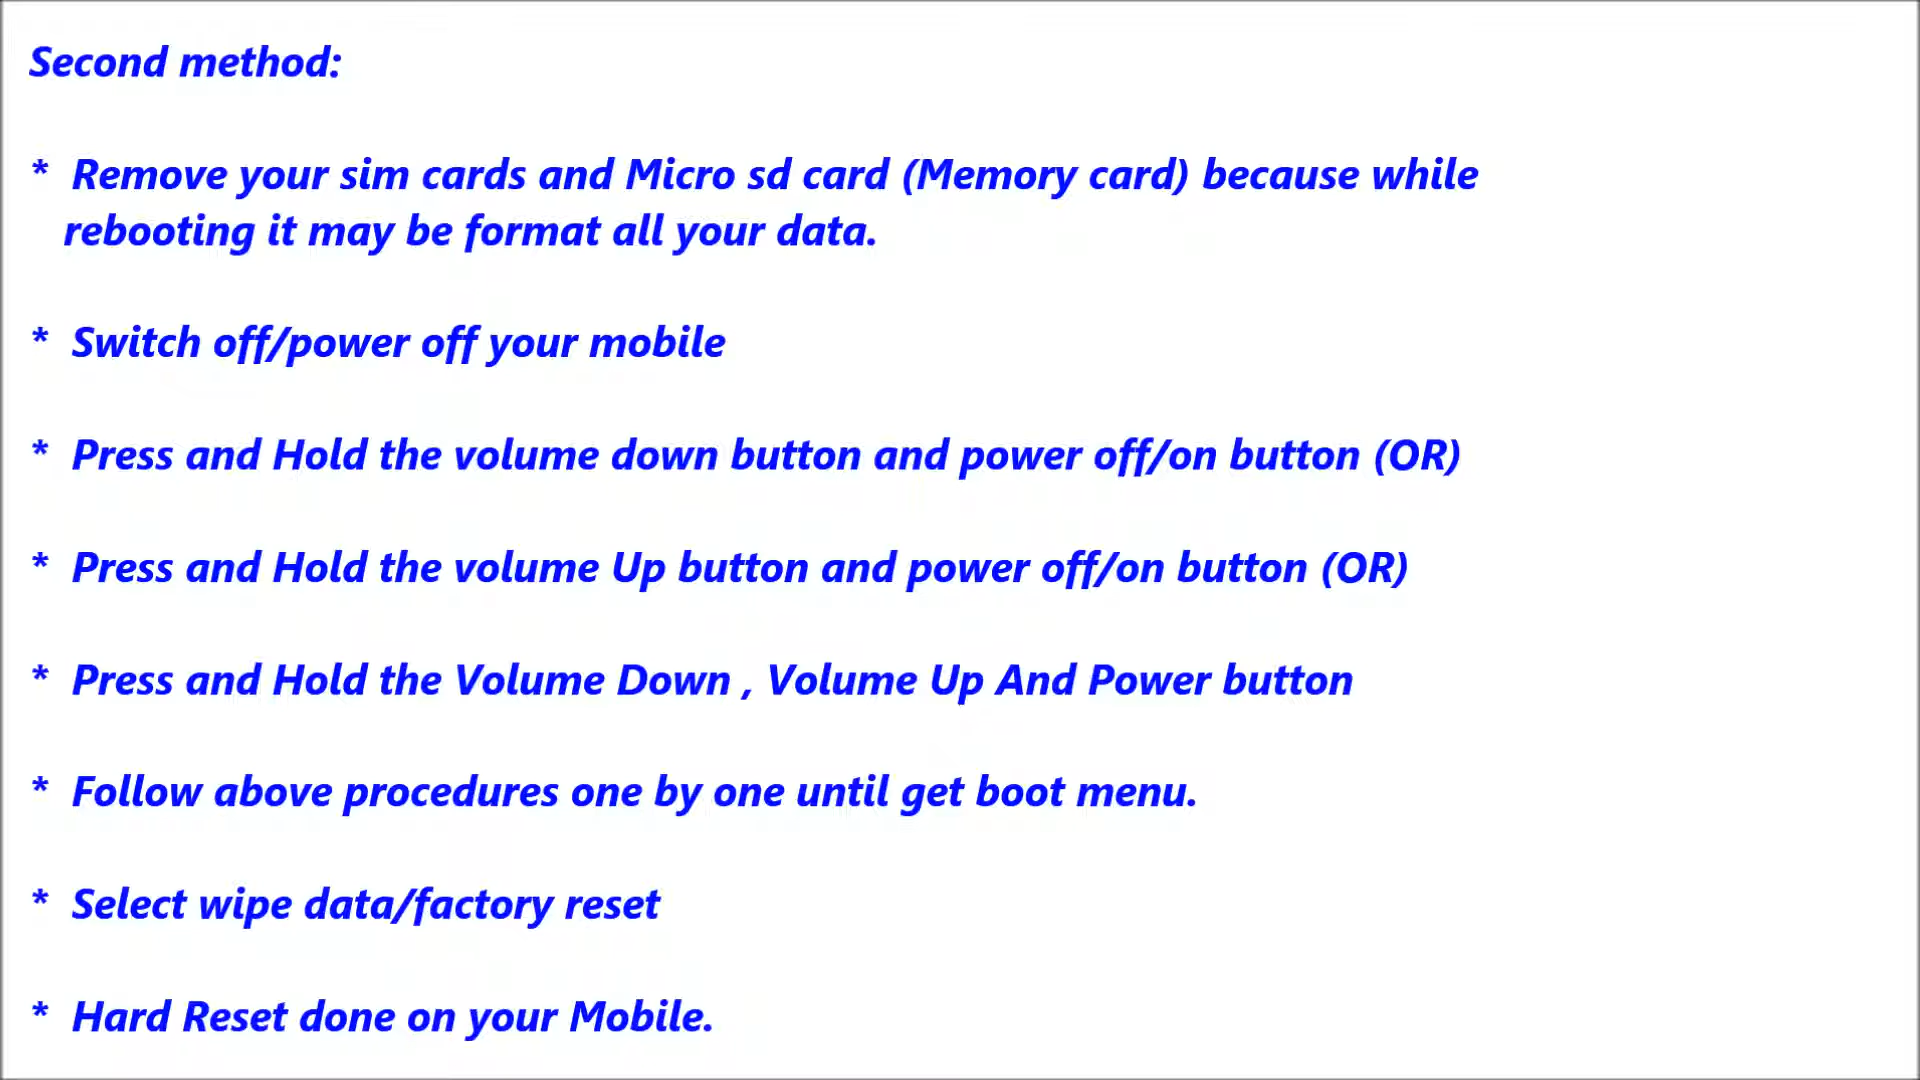 Second method:
* Remove your sim cards and Micro sd card (Memory card) because while
rebooting it may be format all your data.
* Switch off/power off your mobile
* Press and Hold the volume down button and power off/on button (OR)
* Press and Hold the volume Up button and power off/on button (OR)
* Press and Hold the Volume Down , Volume Up And Power button
* Follow above procedures one by one until get boot menu.
* Select wipe data/factory reset
* Hard Reset done on your Mobile.